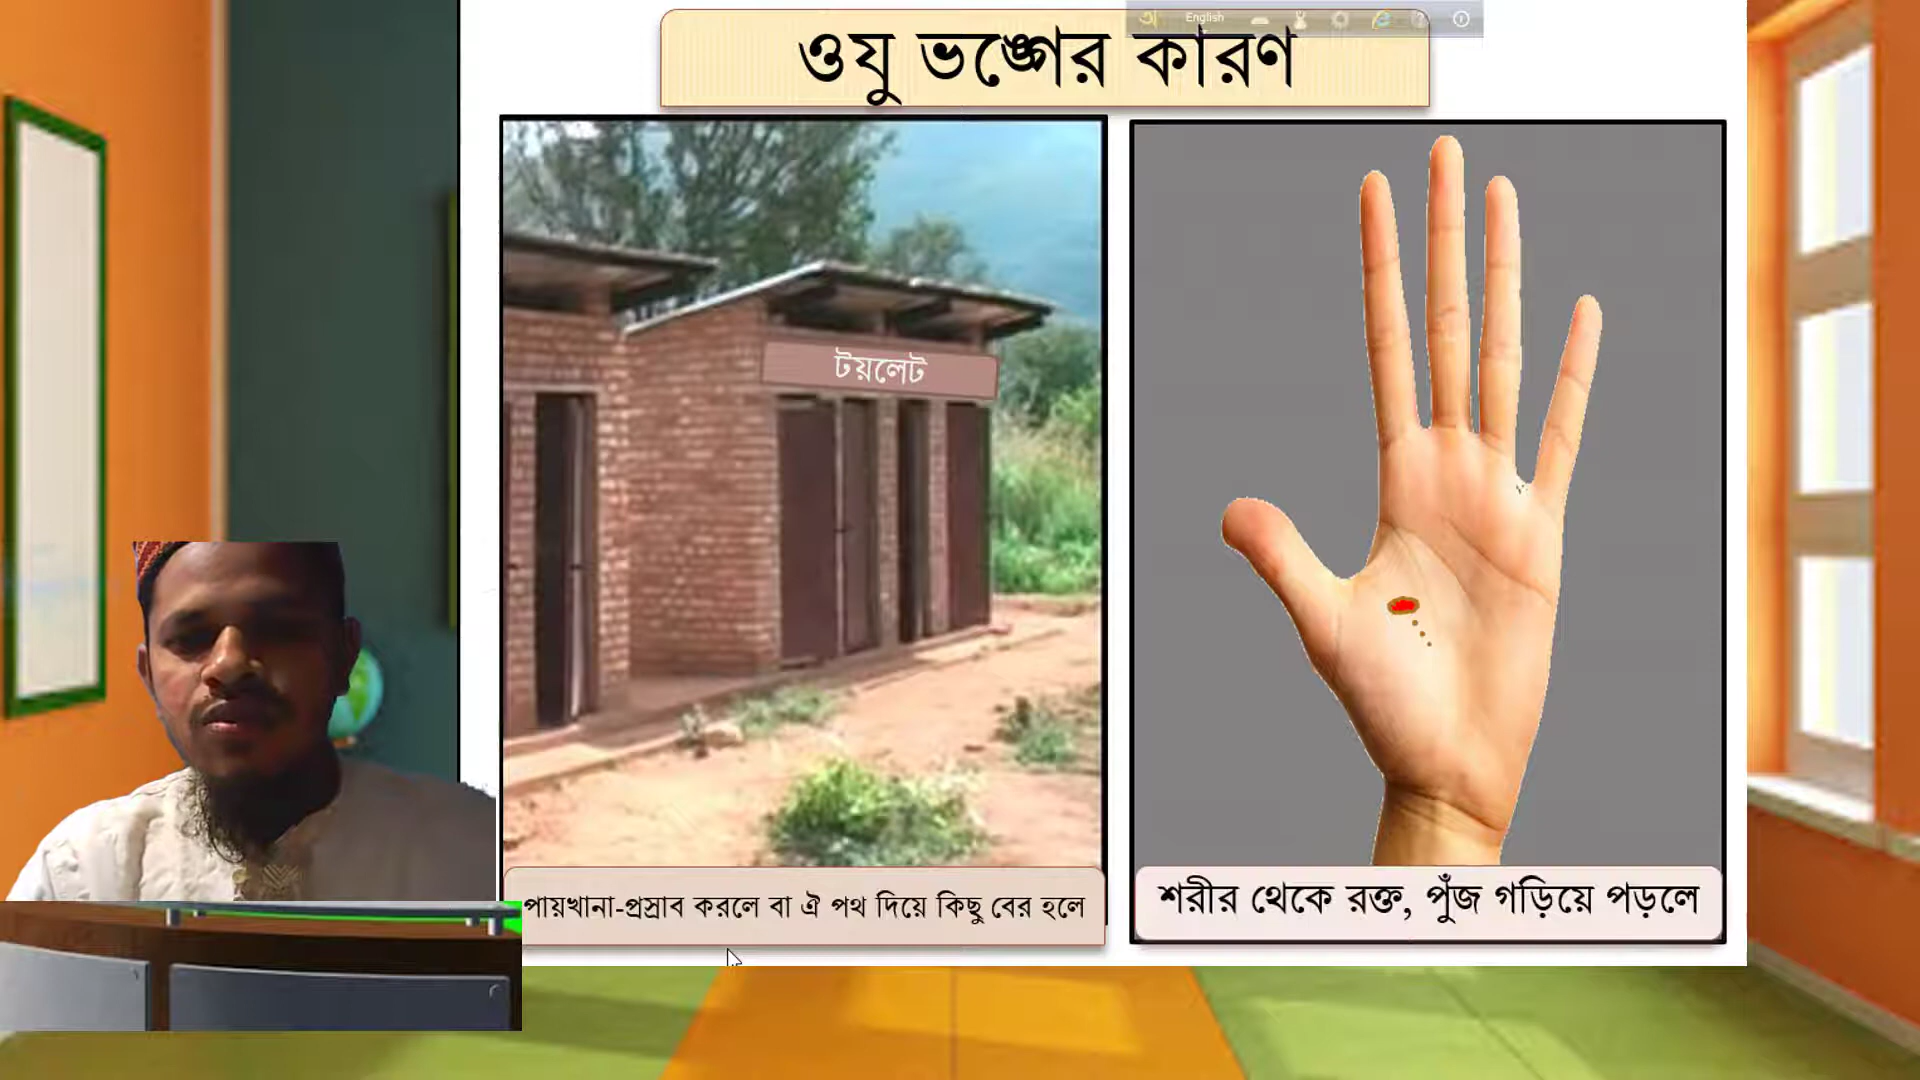 English
ওযু ভঙ্গের কারণ
টয়লেট
পায়খানা-প্রস্রাব করলে বা ঐ পথ দিয়ে কিছু বের হলে
শরীর থেকে রক্ত, পুঁজ গড়িয়ে পড়লে